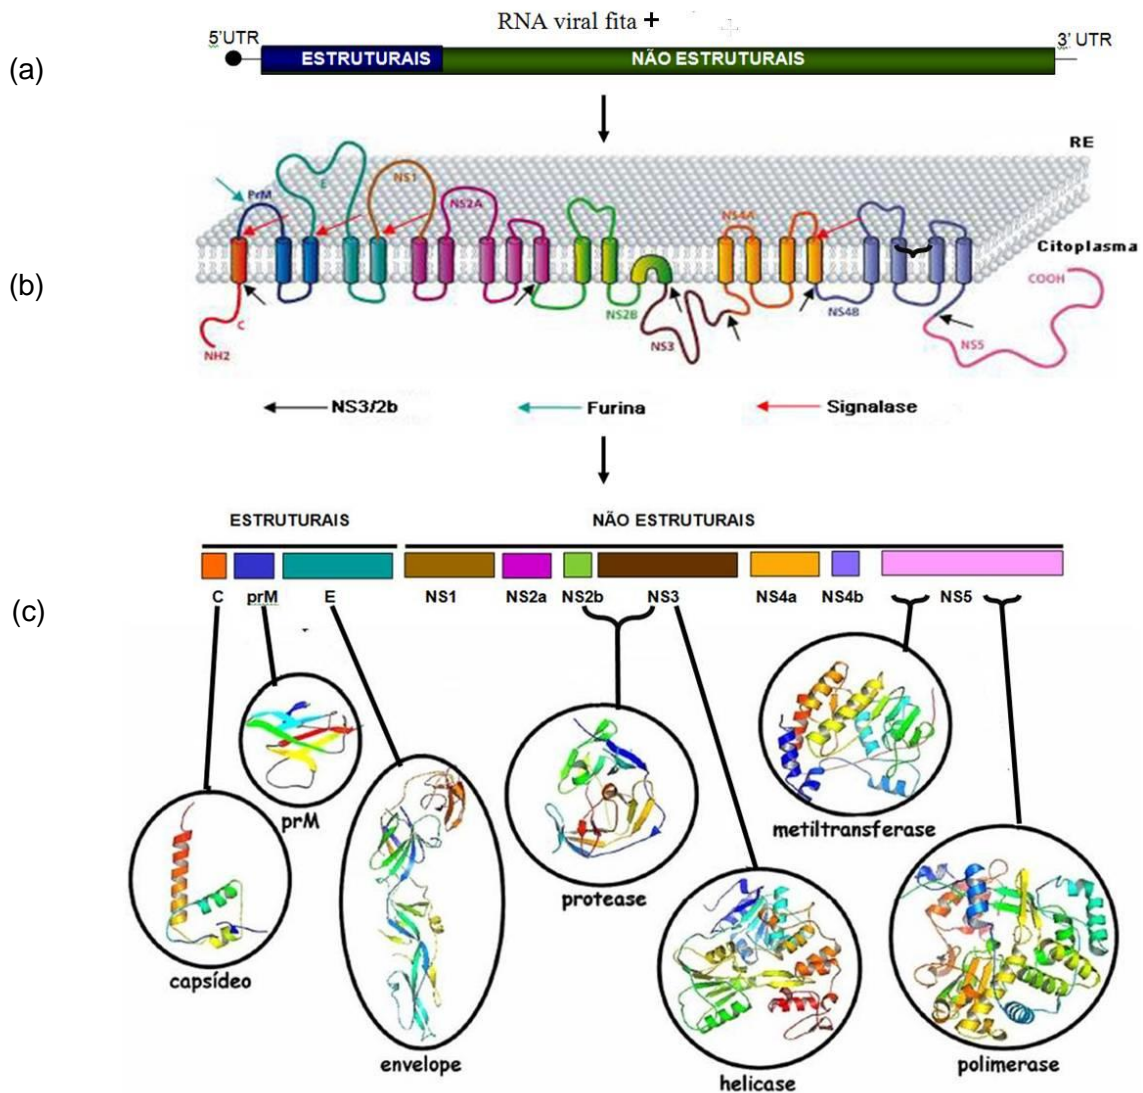 RNA viral fita +
5'UTR
3' UTR
(a)
ESTRUTURAIS
NÃO ESTRUTURAIS
RE
(b)
PrM
E
NS1
NS2A
NS4A
Citoplasma
COOH
C
NS2B
NS3
NS4B
NS5
NH2
NS3/2b
Furina
Signalase
ESTRUTURAIS
NÃO ESTRUTURAIS
(c)
C prM E NS1 NS2a NS2b NS3 NS4a NS4b NS5
prM
metiltransferase
protease
capsídeo
envelope
helicase
polimerase